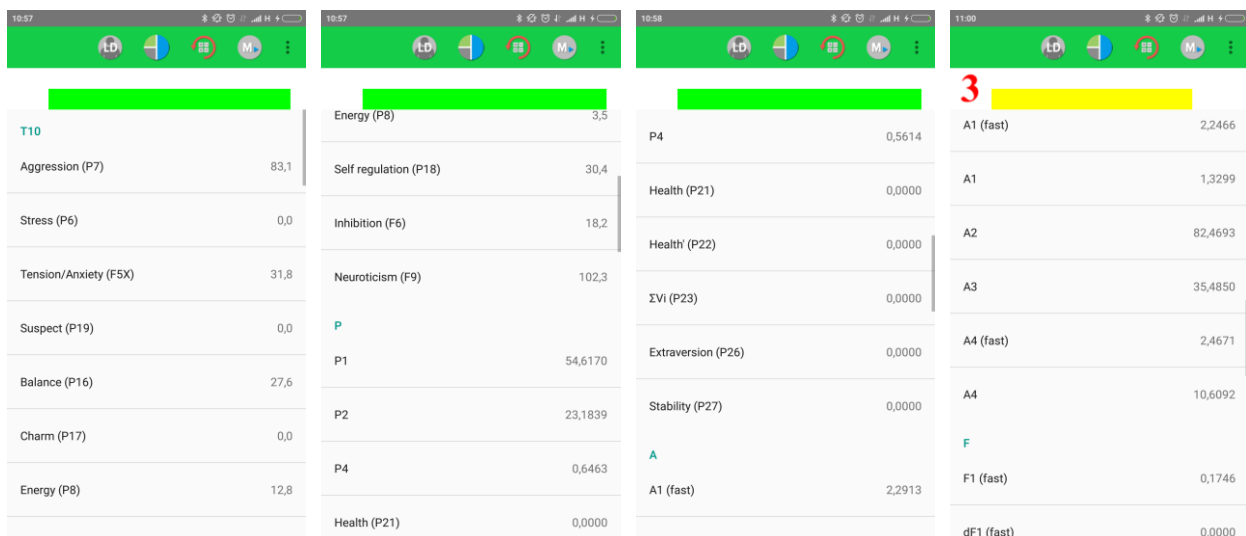 10:57
LD
M
T10
Aggression (P7) 83,1
Stress (P6) 0,0
Tension/Anxiety (F5X) 31,8
Suspect (P19) 0,0
Balance (P16) 27,6
Charm (P17) 0,0
Energy (P8) 12,8
10:57
LD
M
Energy (P8) 3,5
Self regulation (P18) 30,4
Inhibition (F6) 18,2
Neuroticism (F9) 102,3
P
P1 54,6170
P2 23,1839
P4 0,6463
Health (P21) 0,0000
10:58
LD
M
P4 0,5614
Health (P21) 0,0000
Health' (P22) 0,0000
ΣVi (P23) 0,0000
Extraversion (P26) 0,0000
Stability (P27) 0,0000
A
A1 (fast) 2,2913
11:00
LD
M
3
A1 (fast) 2,2466
A1 1,3299
A2 82,4693
A3 35,4850
A4 (fast) 2,4671
A4 10,6092
F
F1 (fast) 0,1746
dF1 (fast) 0,0000